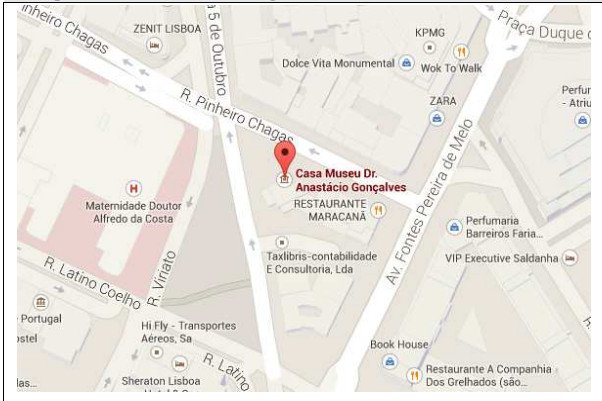 Pinheiro Chagas
ZENIT LISBOA
5 de Outubro
KPMG
Praça Duque d
Dolce Vita Monumental
Wok To Walk
ZARA
Perfum
- Atriu
R. Pinheiro Chagas
Casa Museu Dr.
Anastácio Gonçalves
RESTAURANTE
MARACANÃ
Av. Fontes Pereira de Melo
H
Maternidade Doutor
Alfredo da Costa
Perfumaria
Barreiros Faria...
Taxlibris-contabilidade
E Consultoria, Lda
VIP Executive Saldanha
R. Latino Coelho
R. Viriato
Portugal
ostel
Hi Fly - Transportes
Aéreos, Sa
R. Latino
Book House
Restaurante A Companhia
Dos Grelhados (são...
las...
Sheraton Lisboa